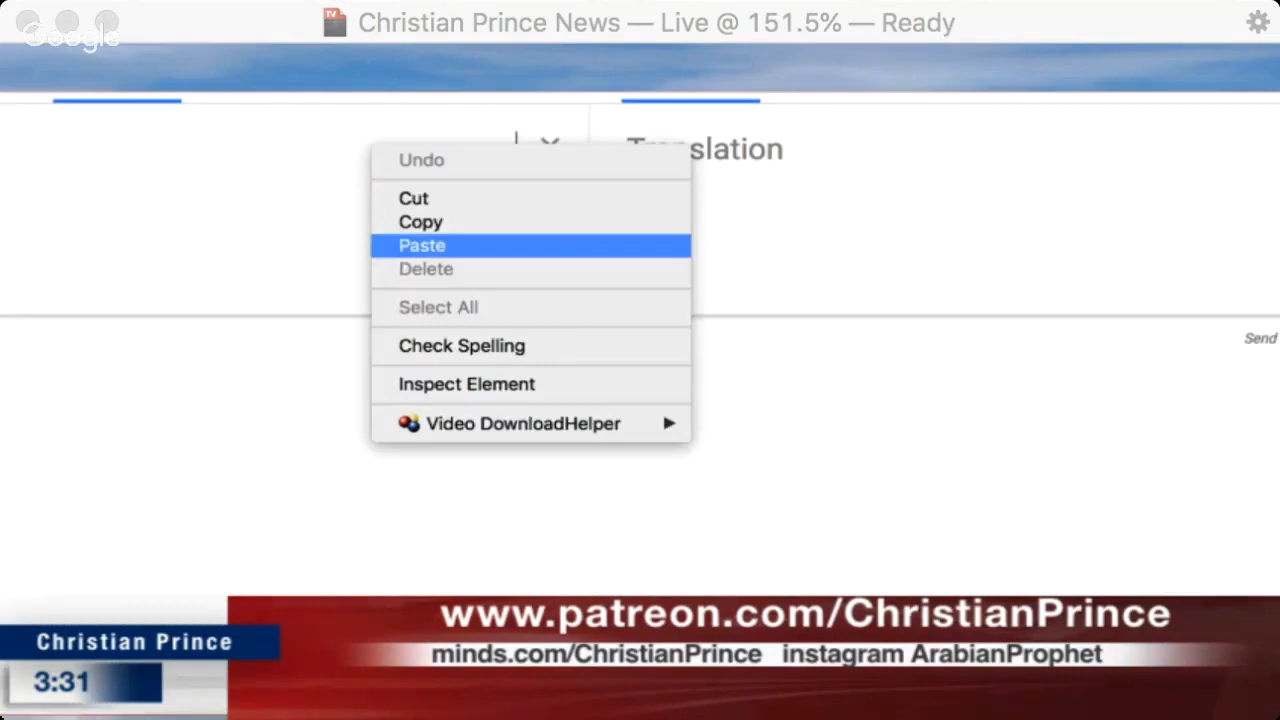 Christian Prince News — Live @ 151.5% — Ready
Google
Translation
Undo
Cut
Copy
Paste
Delete
Select All
Check Spelling
Inspect Element
Video DownloadHelper
Send
www.patreon.com/ChristianPrince
Christian Prince
minds.com/ChristianPrince instagram ArabianProphet
3:31